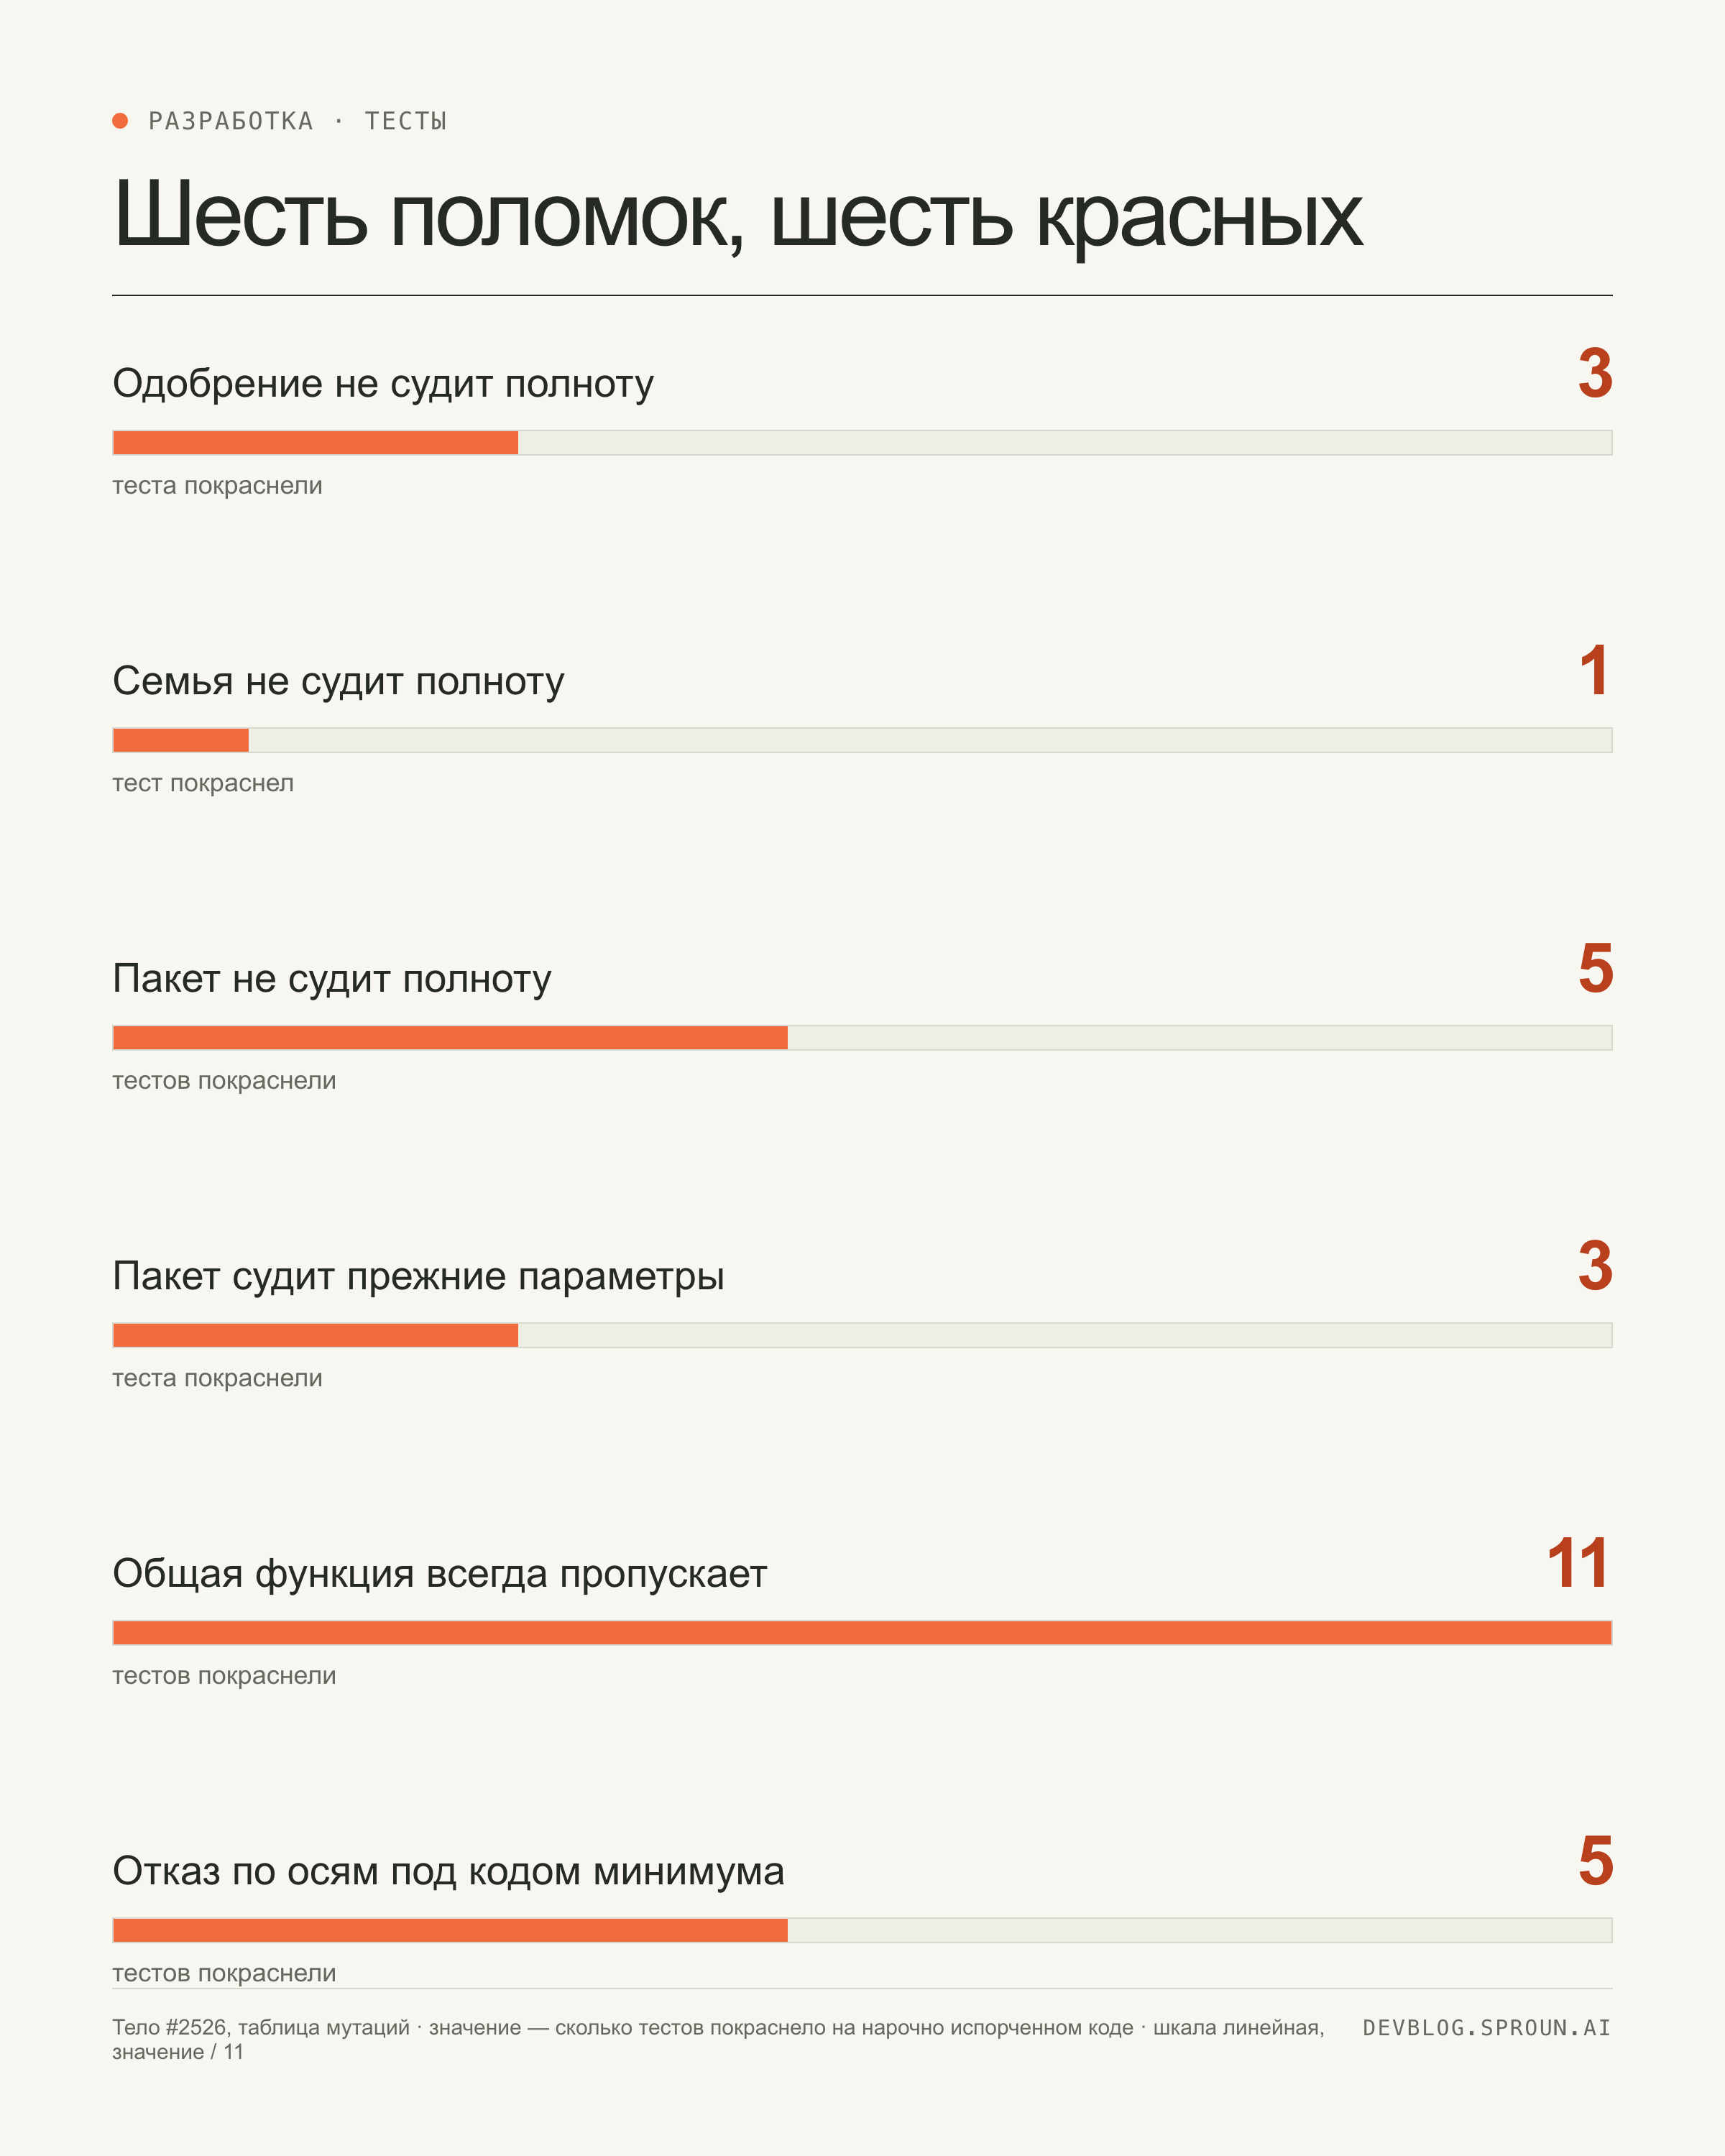 РАЗРАБОТКА · ТЕСТЫ
Шесть поломок, шесть красных
Одобрение не судит полноту 3
теста покраснели
Семья не судит полноту 1
тест покраснел
Пакет не судит полноту 5
тестов покраснели
Пакет судит прежние параметры 3
теста покраснели
Общая функция всегда пропускает 11
тестов покраснели
Отказ по осям под кодом минимума 5
тестов покраснели
Тело #2526, таблица мутаций · значение — сколько тестов покраснело на нарочно испорченном коде · шкала линейная, DEVBLOG.SPROUN.AI
значение / 11